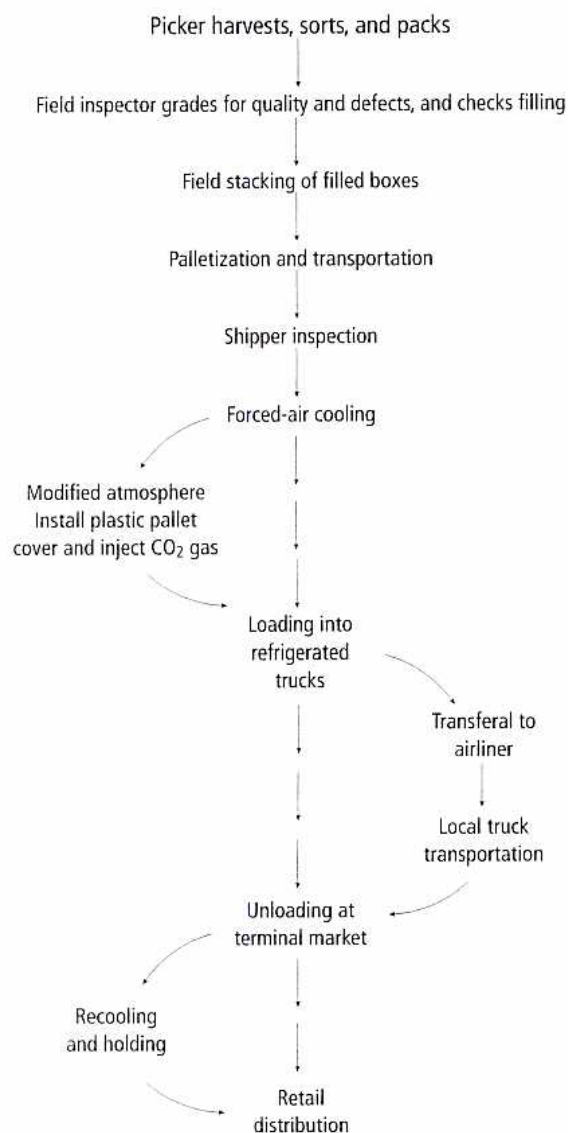 Picker harvests, sorts, and packs
Field inspector grades for quality and defects, and checks filling
Field stacking of filled boxes
Palletization and transportation
Shipper inspection
Forced-air cooling
Modified atmosphere
Install plastic pallet
cover and inject CO₂ gas
Loading into
refrigerated
trucks
Transferal to
airliner
Local truck
transportation
Unloading at
terminal market
Recooling
and holding
Retail
distribution